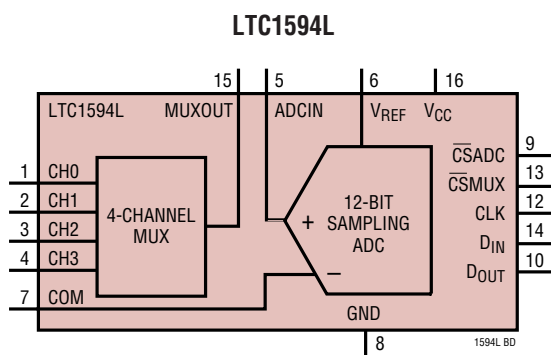 LTC1594L
15 5 6 16
LTC1594L MUXOUT ADCIN VREF VCC
1 CH0
2 CH1
3 CH2
4 CH3
7 COM
4-CHANNEL
MUX
+
−
12-BIT
SAMPLING
ADC
C̅S̅ADC 9
C̅S̅MUX 13
CLK 12
DIN 14
DOUT 10
GND
8
1594L BD